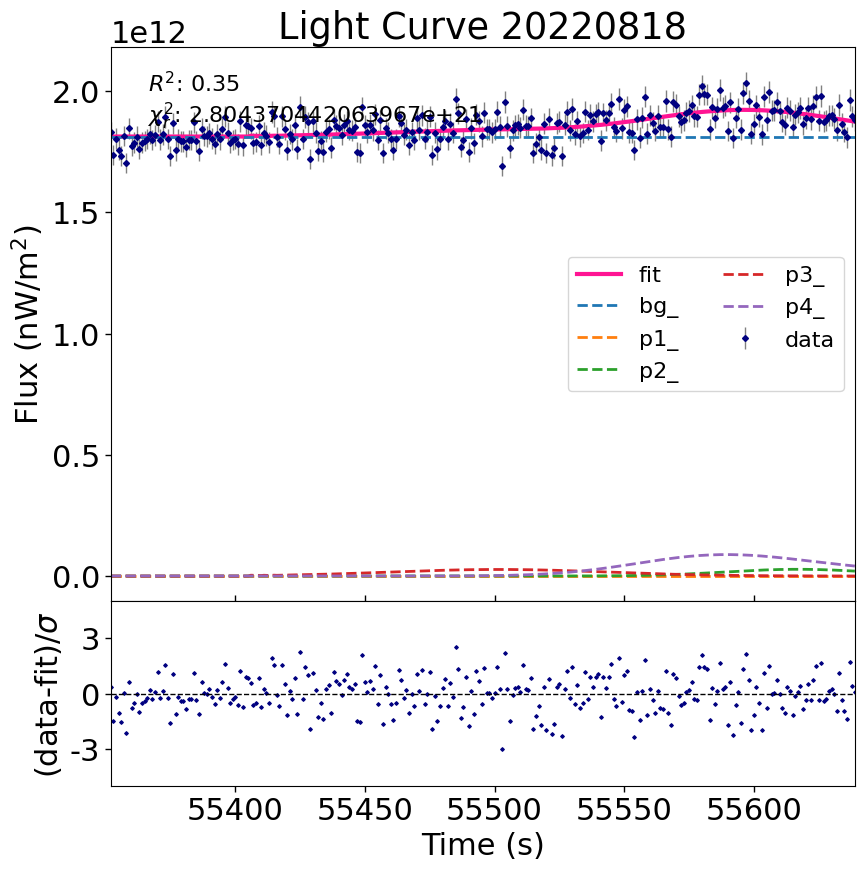 Light Curve 20220818
1e12
R²: 0.35
χ²: 2.804370442063967e+21
2.0
1.5
1.0
0.5
0.0
Flux (nW/m²)
fit
bg_
p1_
p2_
p3_
p4_
data
3
0
-3
(data-fit)/σ
55400 55450 55500 55550 55600
Time (s)